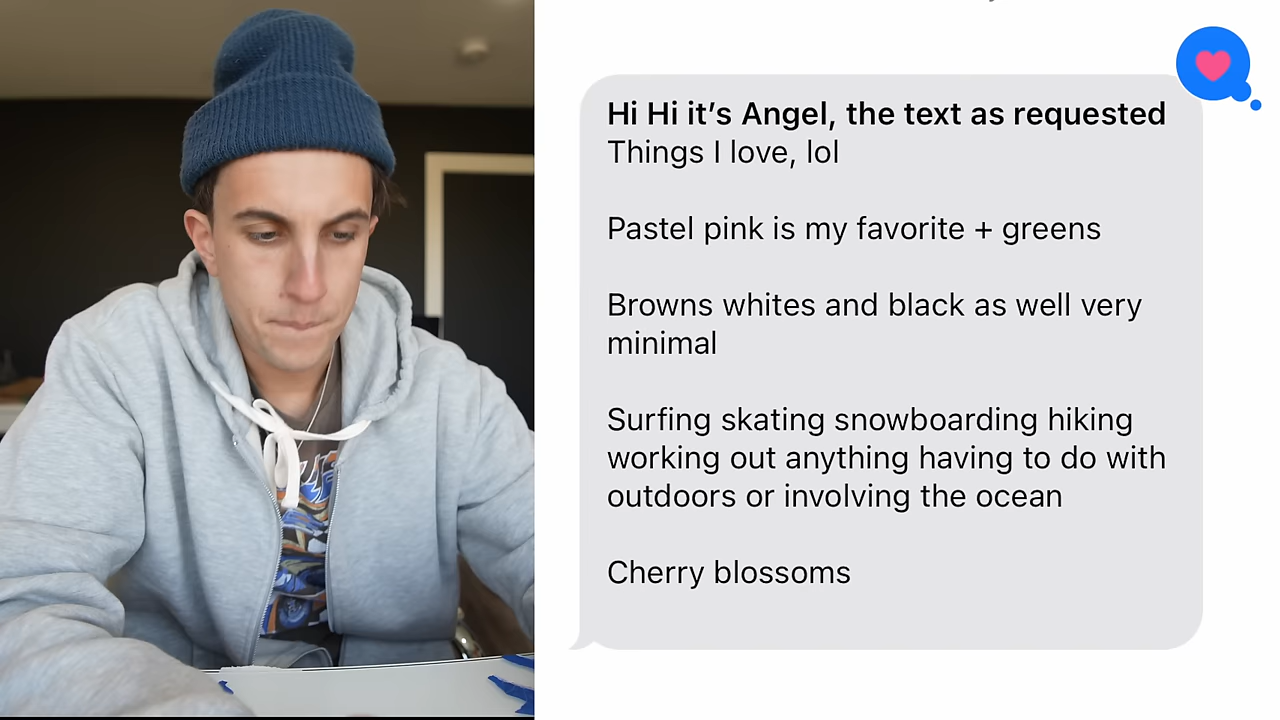 Hi Hi it’s Angel, the text as requested
Things I love, lol
Pastel pink is my favorite + greens
Browns whites and black as well very
minimal
Surfing skating snowboarding hiking
working out anything having to do with
outdoors or involving the ocean
Cherry blossoms